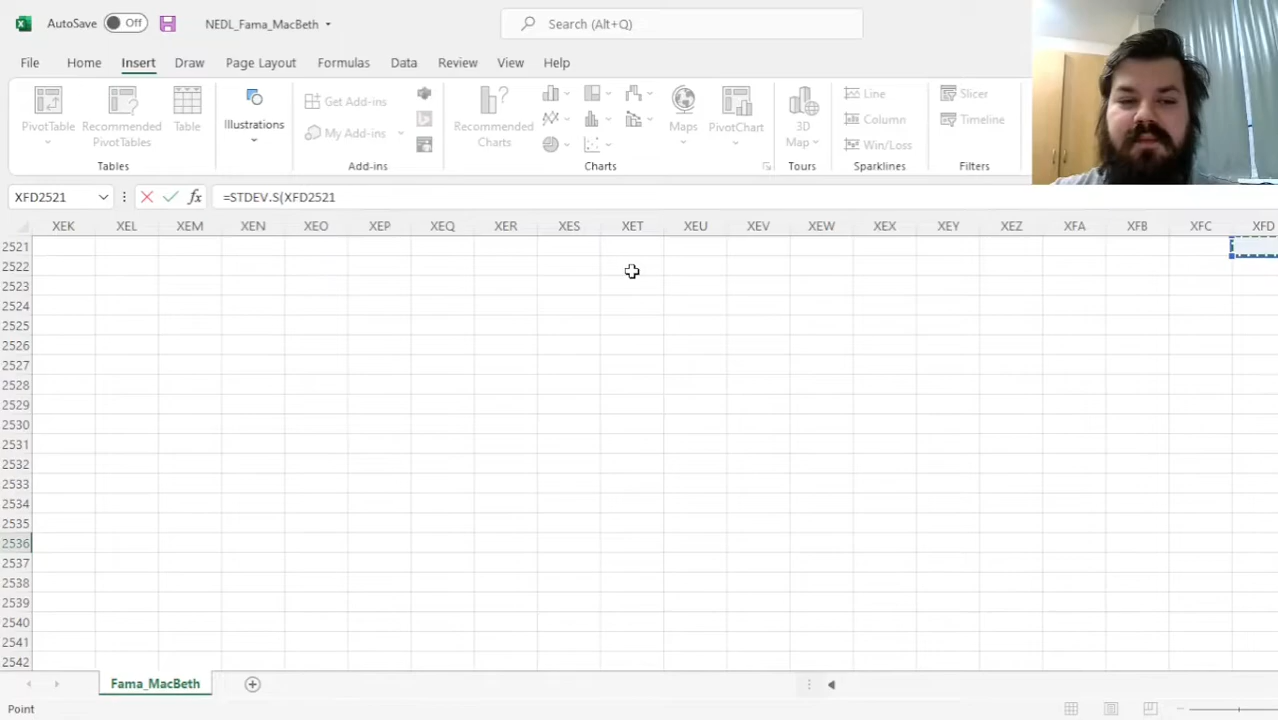 AutoSave Off NEDL_Fama_MacBeth Search (Alt+Q)
File Home Insert Draw Page Layout Formulas Data Review View Help
PivotTable Recommended PivotTables Table Illustrations Get Add-ins My Add-ins Recommended Charts Maps PivotChart 3D Map Line Column Win/Loss Slicer Timeline
Tables Add-ins Charts Tours Sparklines Filters
XFD2521 fx =STDEV.S(XFD2521
XEK XEL XEM XEN XEO XEP XEQ XER XES XET XEU XEV XEW XEX XEY XEZ XFA XFB XFC XFD
2521
2522
2523
2524
2525
2526
2527
2528
2529
2530
2531
2532
2533
2534
2535
2536
2537
2538
2539
2540
2541
2542
Fama_MacBeth
Point